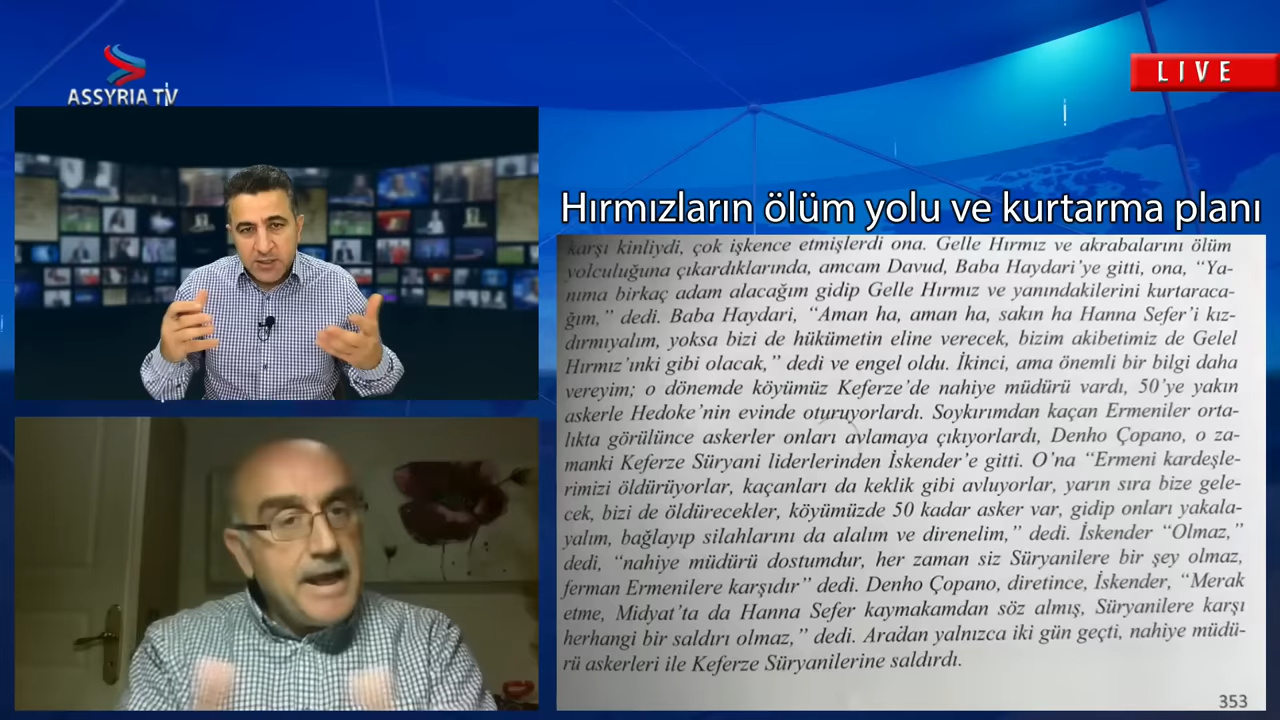 ASSYRIA TV
LIVE
Hırmızların ölüm yolu ve kurtarma planı
karşı kinliydi, çok işkence etmişlerdi ona. Gelle Hırmız ve akrabalarını ölüm
yolculuğuna çıkardıklarında, amcam Davud, Baba Haydari’ye gitti, ona, “Ya-
nıma birkaç adam alacağım gidip Gelle Hırmız ve yanındakilerini kurtaraca-
ğım,” dedi. Baba Haydari, “Aman ha, aman ha, sakın ha Hanna Sefer’i kız-
dırmıyalım, yoksa bizi de hükümetin eline verecek, bizim akibetimiz de Gelel
Hırmız’ınki gibi olacak,” dedi ve engel oldu. İkinci, ama önemli bir bilgi daha
vereyim; o dönemde köyümüz Keferze’de nahiye müdürü vardı, 50’ye yakın
askerle Hedoke’nin evinde oturuyorlardı. Soykırımdan kaçan Ermeniler orta-
lıkta görülünce askerler onları avlamaya çıkıyorlardı, Denho Çopano, o za-
manki Keferze Süryani liderlerinden İskender’e gitti. O’na “Ermeni kardeşle-
rimizi öldürüyorlar, kaçanları da keklik gibi avluyorlar, yarın sıra bize gele-
cek, bizi de öldürecekler, köyümüzde 50 kadar asker var, gidip onları yakala-
yalım, bağlayıp silahlarını da alalım ve direnelim,” dedi. İskender “Olmaz,”
dedi, “nahiye müdürü dostumdur, her zaman siz Süryanilere bir şey olmaz,
ferman Ermenilere karşıdır” dedi. Denho Çopano, diretince, İskender, “Merak
etme, Midyat’ta da Hanna Sefer kaymakamdan söz almış, Süryanilere karşı
herhangi bir saldırı olmaz,” dedi. Aradan yalnızca iki gün geçti, nahiye müdü-
rü askerleri ile Keferze Süryanilerine saldırdı.
353